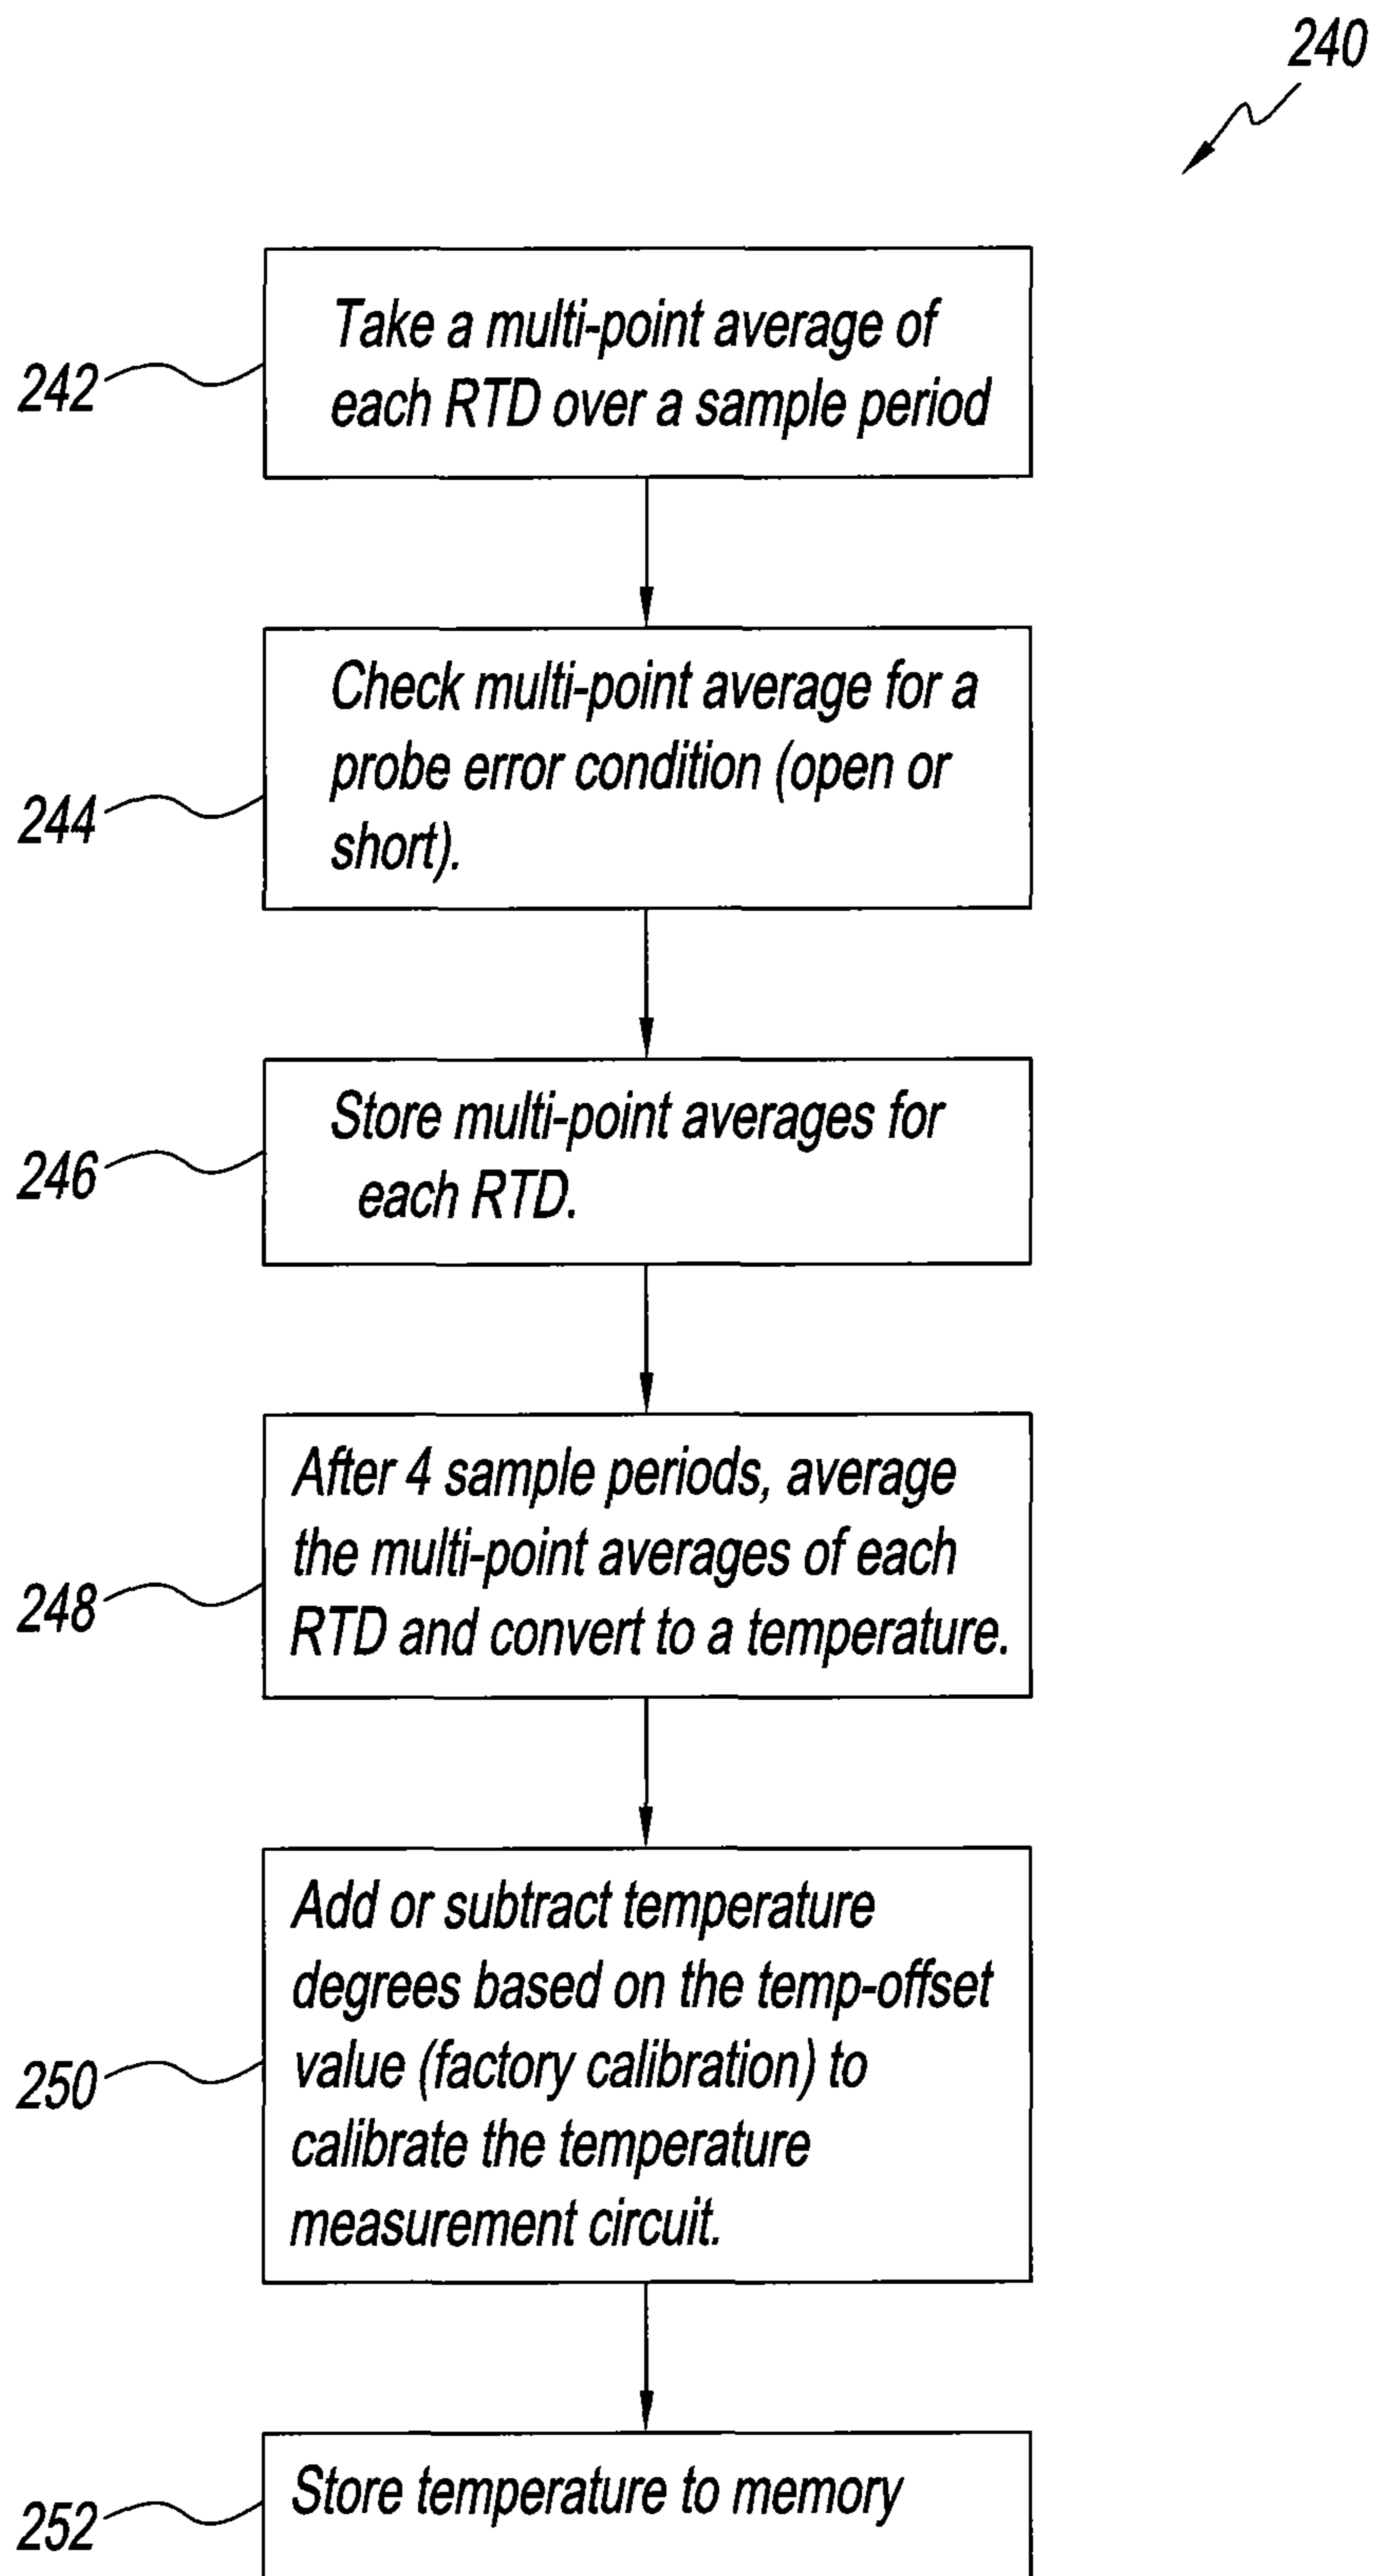 240
242
Take a multi-point average of
each RTD over a sample period
244
Check multi-point average for a
probe error condition (open or
short).
246
Store multi-point averages for
each RTD.
248
After 4 sample periods, average
the multi-point averages of each
RTD and convert to a temperature.
250
Add or subtract temperature
degrees based on the temp-offset
value (factory calibration) to
calibrate the temperature
measurement circuit.
252
Store temperature to memory